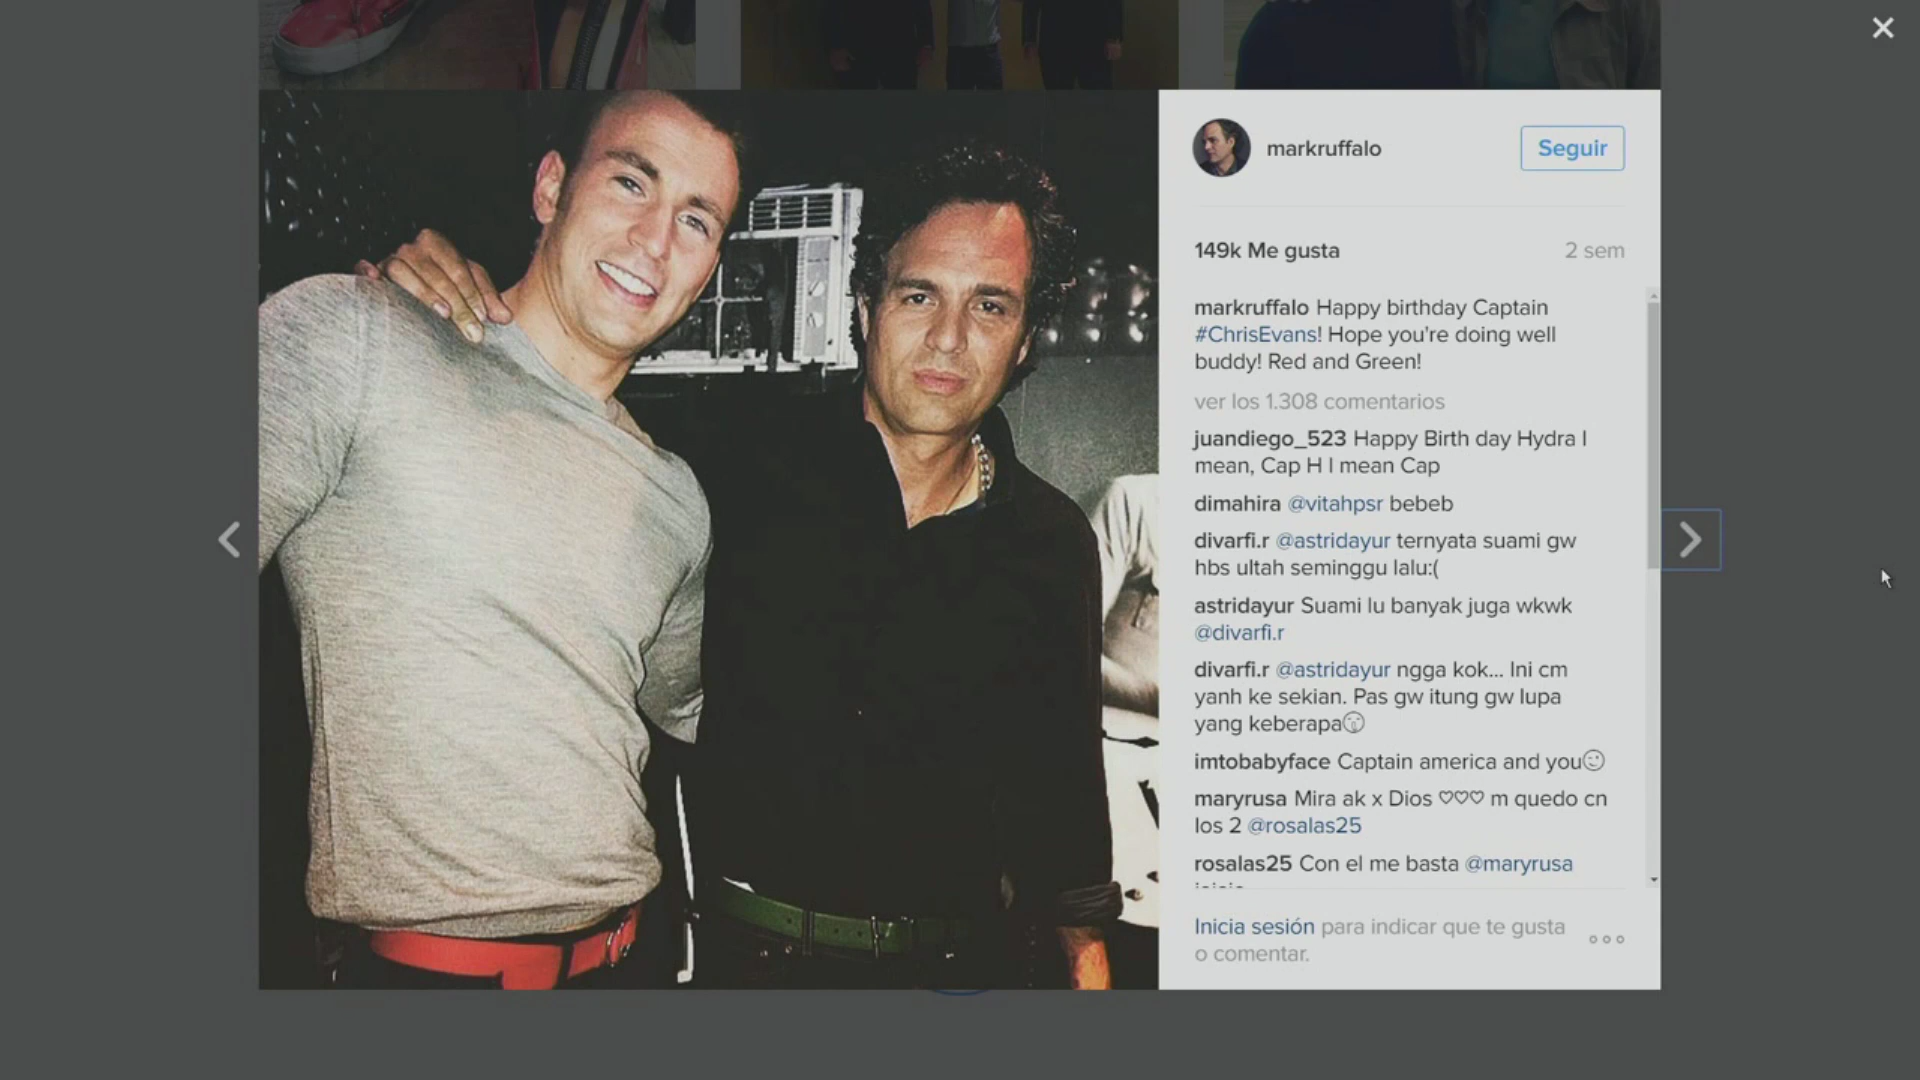 markruffalo
Seguir
149k Me gusta
2 sem
markruffalo Happy birthday Captain
#ChrisEvans! Hope you're doing well
buddy! Red and Green!
ver los 1.308 comentarios
juandiego_523 Happy Birth day Hydra I
mean, Cap H I mean Cap
dimahira @vitahpsr bebeb
divarfi.r @astridayur ternyata suami gw
hbs ultah seminggu lalu:(
astridayur Suami lu banyak juga wkwk
@divarfi.r
divarfi.r @astridayur ngga kok... Ini cm
yanh ke sekian. Pas gw itung gw lupa
yang keberapa
imtobabyface Captain america and you
maryrusa Mira ak x Dios ♡♡♡ m quedo cn
los 2 @rosalas25
rosalas25 Con el me basta @maryrusa
Inicia sesión para indicar que te gusta
o comentar.